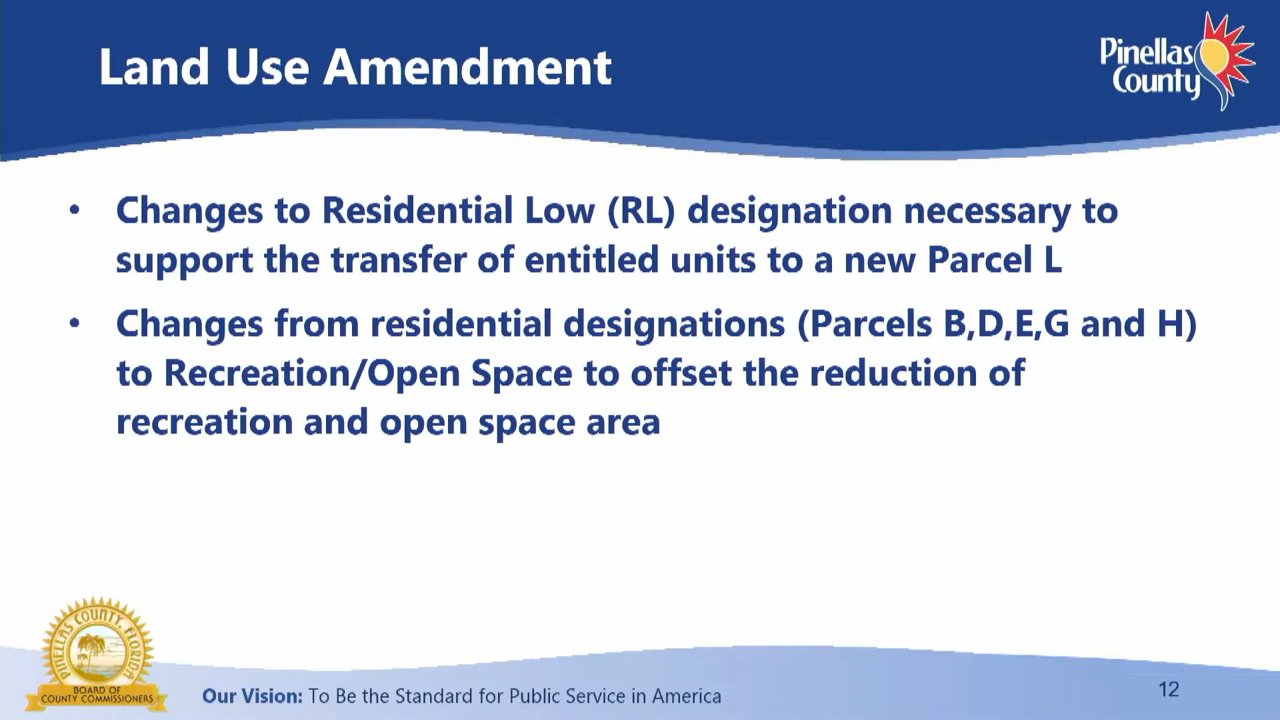 Land Use Amendment
Pinellas
County
• Changes to Residential Low (RL) designation necessary to
support the transfer of entitled units to a new Parcel L
• Changes from residential designations (Parcels B,D,E,G and H)
to Recreation/Open Space to offset the reduction of
recreation and open space area
PINELLAS COUNTY, FLORIDA
BOARD OF
COUNTY COMMISSIONERS
Our Vision: To Be the Standard for Public Service in America
12